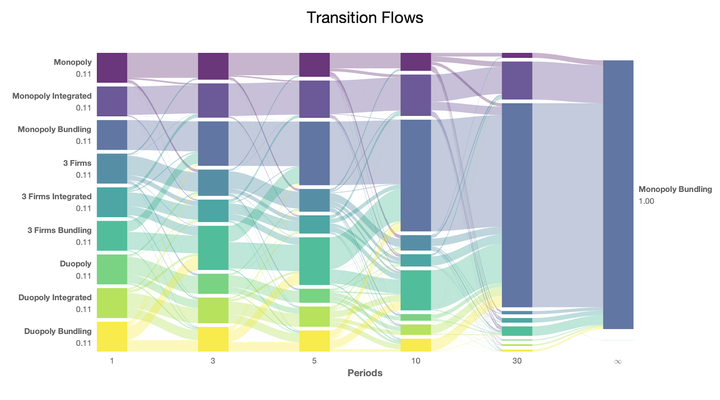 Transition Flows
Monopoly
0.11
Monopoly Integrated
0.11
Monopoly Bundling
0.11
3 Firms
0.11
3 Firms Integrated
0.11
3 Firms Bundling
0.11
Duopoly
0.11
Duopoly Integrated
0.11
Duopoly Bundling
0.11
Monopoly Bundling
1.00
1 3 5 10 30 ∞
Periods